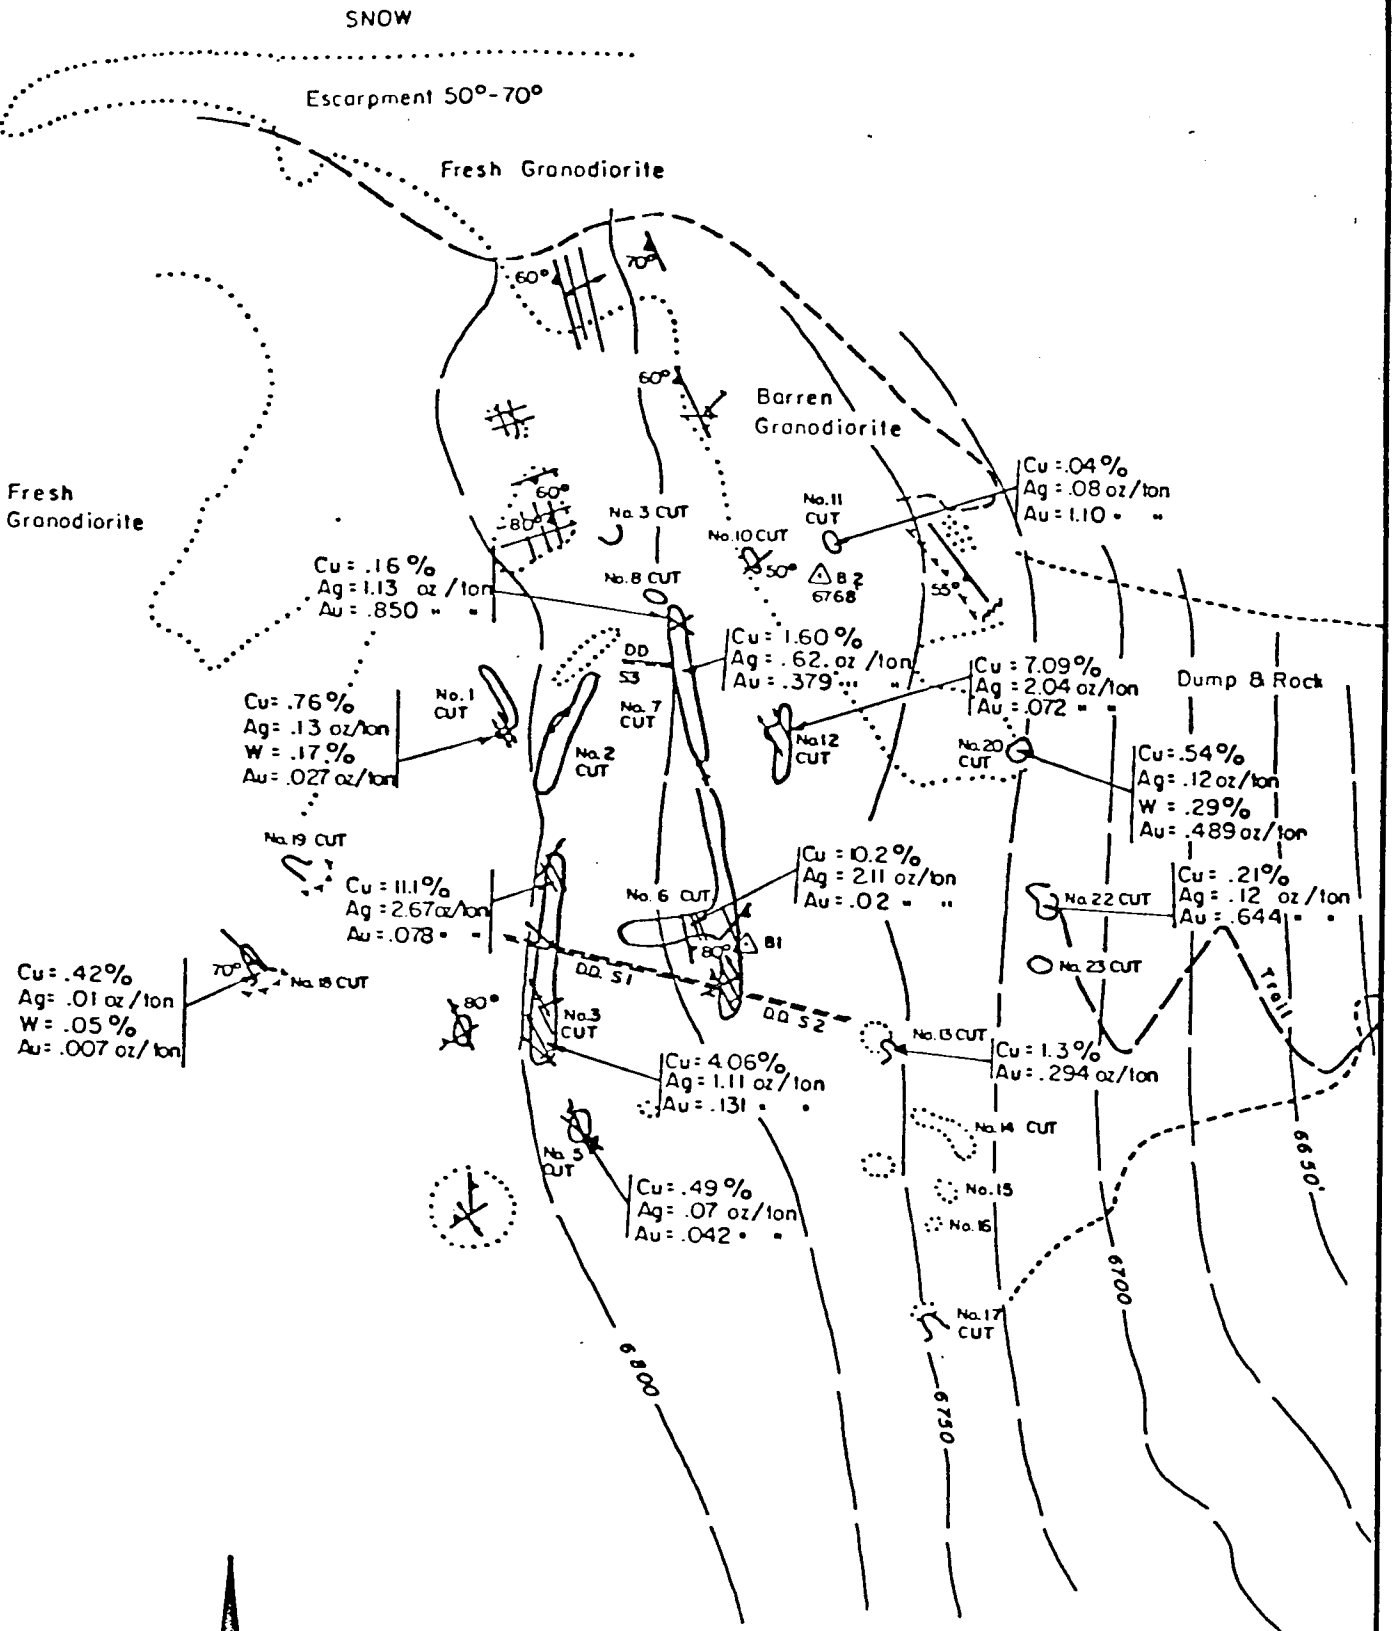 SNOW
Escarpment 50°-70°
Fresh Granodiorite
60°
70°
60°
Barren
Granodiorite
Fresh
Granodiorite
60°
80°
No. 3 CUT
No. 11
CUT
No. 10 CUT
50°
B 2
6768
55°
Cu = .04 %
Ag = .08 oz/ton
Au = 1.10 " "
Cu = .16 %
Ag = 1.13 oz/ton
Au = .850 " "
No. 8 CUT
DD
S3
No. 7
CUT
Cu = 1.60 %
Ag = .62 oz/ton
Au = .379 " "
Cu = 7.09%
Ag = 2.04 oz/ton
Au = .072 " "
Dump & Rock
Cu = .76%
Ag = .13 oz/ton
W = .17%
Au = .027 oz/ton
No. 1
CUT
No. 2
CUT
No. 12
CUT
No. 20
CUT
Cu = .54%
Ag = .12 oz/ton
W = .29%
Au = .489 oz/ton
No. 19 CUT
Cu = 11.1%
Ag = 2.67 oz/ton
Au = .078 " "
No. 6 CUT
Cu = 10.2%
Ag = 2.11 oz/ton
Au = .02 " "
80°
B1
No. 22 CUT
Cu = .21%
Ag = .12 oz/ton
Au = .644 " "
No. 23 CUT
Trail
Cu = .42%
Ag = .01 oz/ton
W = .05%
Au = .007 oz/ton
70°
No. 18 CUT
D.D. S1
D.D. S2
80°
No. 3
CUT
No. 13 CUT
Cu = 1.3%
Au = .294 oz/ton
Cu = 4.06%
Ag = 1.11 oz/ton
Au = .131 " "
No. 14 CUT
No. 5
CUT
Cu = .49%
Ag = .07 oz/ton
Au = .042 " "
No. 15
No. 16
No. 17
CUT
6650'
6700
6750
6800